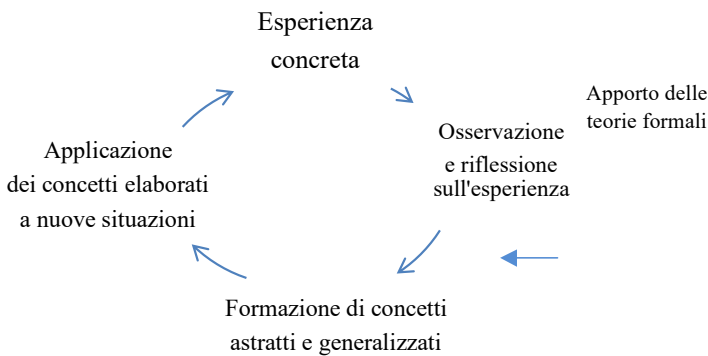 Esperienza
concreta
Apporto delle
teorie formali
Osservazione
e riflessione
sull'esperienza
Applicazione
dei concetti elaborati
a nuove situazioni
Formazione di concetti
astratti e generalizzati